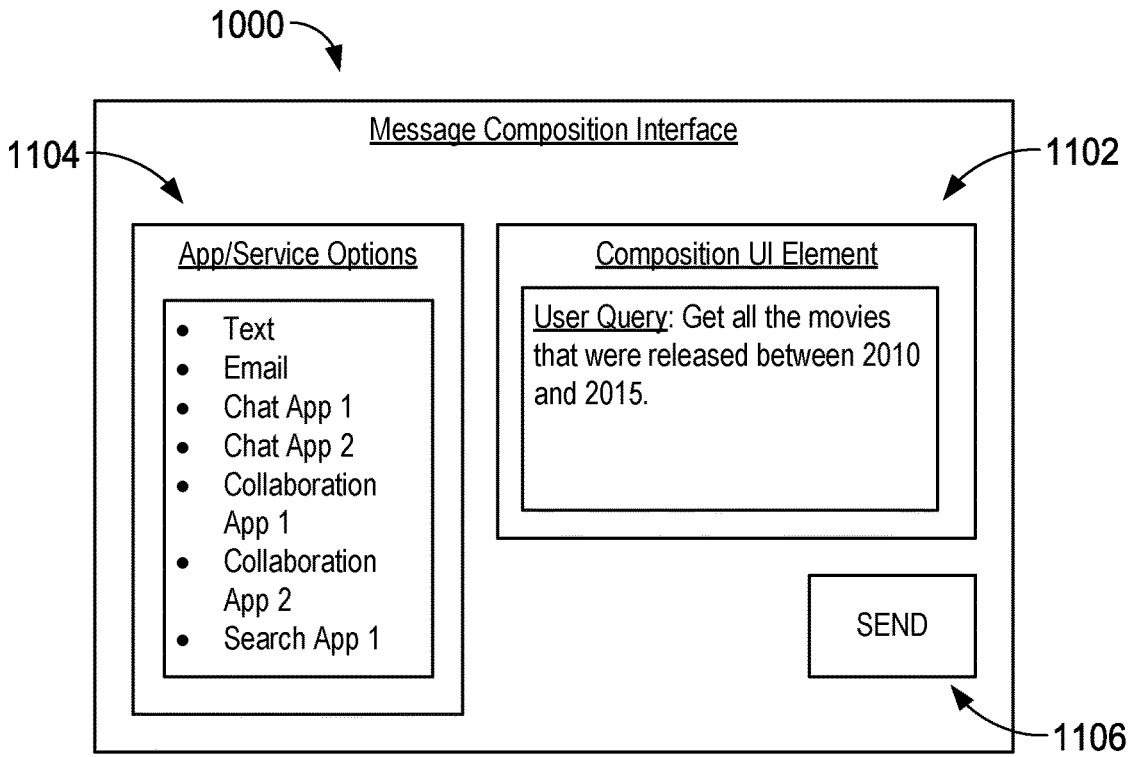 1000
Message Composition Interface
1104
1102
App/Service Options
• Text
• Email
• Chat App 1
• Chat App 2
• Collaboration
App 1
• Collaboration
App 2
• Search App 1
Composition UI Element
User Query: Get all the movies
that were released between 2010
and 2015.
SEND
1106